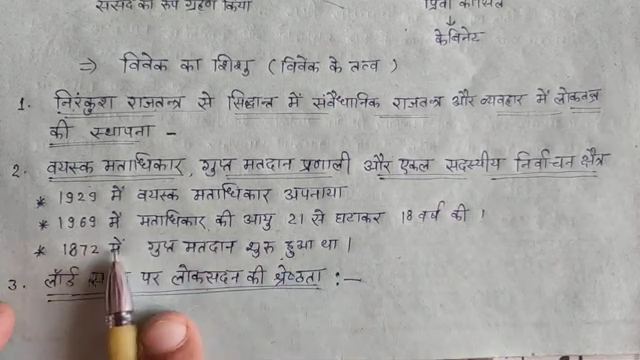 संसद का रूप ग्रहण किया
प्रिवी कौंसिल
↓
केबिनेट
⇒ विवेक का शिशु ( विवेक के तत्व )
1. निरंकुश राजतन्त्र से सिद्धान्त में संवैधानिक राजतन्त्र और व्यवहार में लोकतन्त्र
की स्थापना -
2. वयस्क मताधिकार, गुप्त मतदान प्रणाली और एकल सदस्यीय निर्वाचन क्षेत्र
* 1929 में वयस्क मताधिकार अपनाया
* 1969 में मताधिकार की आयु 21 से घटाकर 18 वर्ष की ।
* 1872 में गुप्त मतदान शुरू हुआ था ।
3. लॉर्ड पर लोकसदन की श्रेष्ठता :-